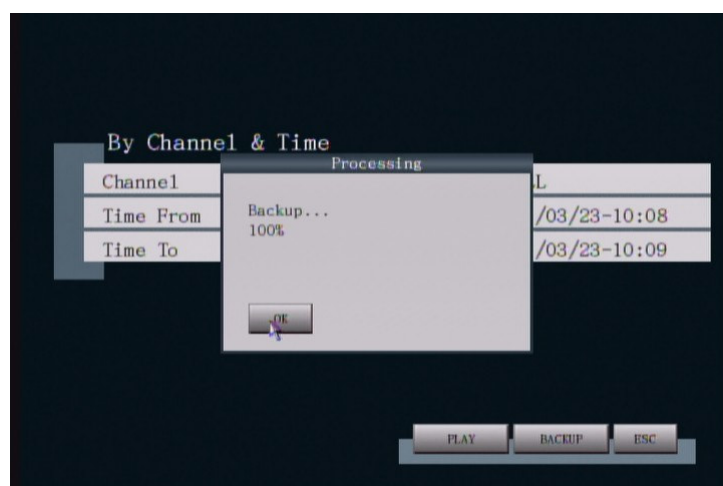 By Channel & Time
Processing
Channel
Time From /03/23-10:08
Time To /03/23-10:09
Backup...
100%
OK
PLAY BACKUP ESC